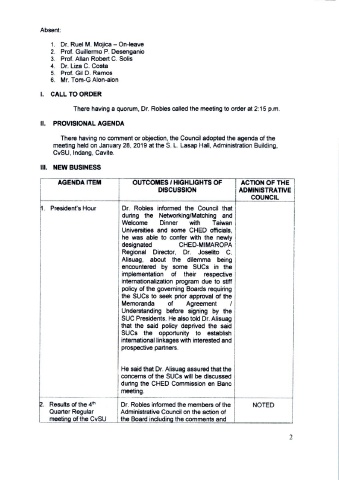 Absent:
1. Dr. Ruel M. Mojica – On-leave
2. Prof. Guillermo P. Desenganio
3. Prof. Allan Robert C. Solis
4. Dr. Liza C. Costa
5. Prof. Gil D. Ramos
6. Mr. Tom-G Alon-alon
I. CALL TO ORDER
There having a quorum, Dr. Robles called the meeting to order at 2:15 p.m.
II. PROVISIONAL AGENDA
There having no comment or objection, the Council adopted the agenda of the
meeting held on January 28, 2019 at the S. L. Lasap Hall, Administration Building,
CvSU, Indang, Cavite.
III. NEW BUSINESS
AGENDA ITEM
OUTCOMES / HIGHLIGHTS OF
DISCUSSION
ACTION OF THE
ADMINISTRATIVE
COUNCIL
1. President's Hour
Dr. Robles informed the Council that
during the Networking/Matching and
Welcome Dinner with Taiwan
Universities and some CHED officials,
he was able to confer with the newly
designated CHED-MIMAROPA
Regional Director, Dr. Joselito C.
Alisuag, about the dilemma being
encountered by some SUCs in the
implementation of their respective
internationalization program due to stiff
policy of the governing Boards requiring
the SUCs to seek prior approval of the
Memoranda of Agreement /
Understanding before signing by the
SUC Presidents. He also told Dr. Alisuag
that the said policy deprived the said
SUCs the opportunity to establish
international linkages with interested and
prospective partners.
He said that Dr. Alisuag assured that the
concerns of the SUCs will be discussed
during the CHED Commission en Banc
meeting.
2. Results of the 4th
Quarter Regular
meeting of the CvSU
Dr. Robles informed the members of the
Administrative Council on the action of
the Board including the comments and
NOTED
2